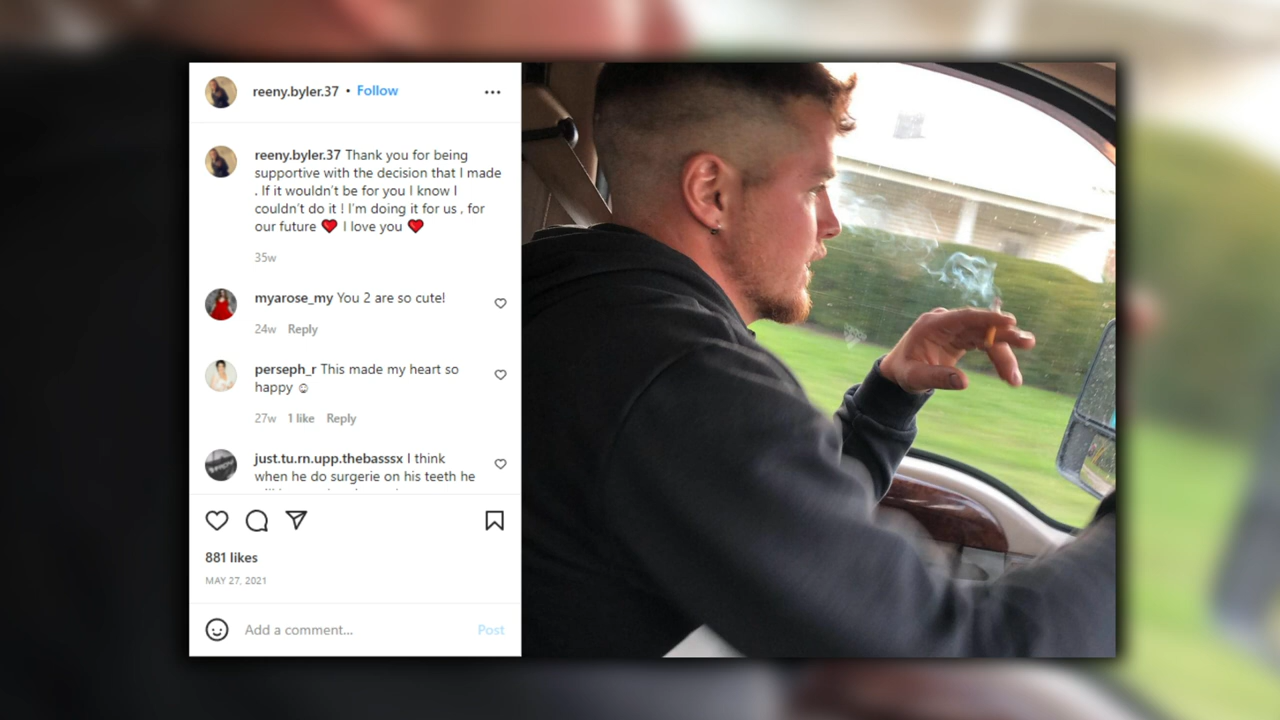 reeny.byler.37 • Follow
reeny.byler.37 Thank you for being
supportive with the decision that I made
. If it wouldn't be for you I know I
couldn't do it ! I'm doing it for us , for
our future ❤️ I love you ❤️
35w
myarose_my You 2 are so cute!
24w Reply
perseph_r This made my heart so
happy ☺
27w 1 like Reply
just.tu.rn.upp.thebasssx I think
when he do surgerie on his teeth he
881 likes
MAY 27, 2021
Add a comment...
Post